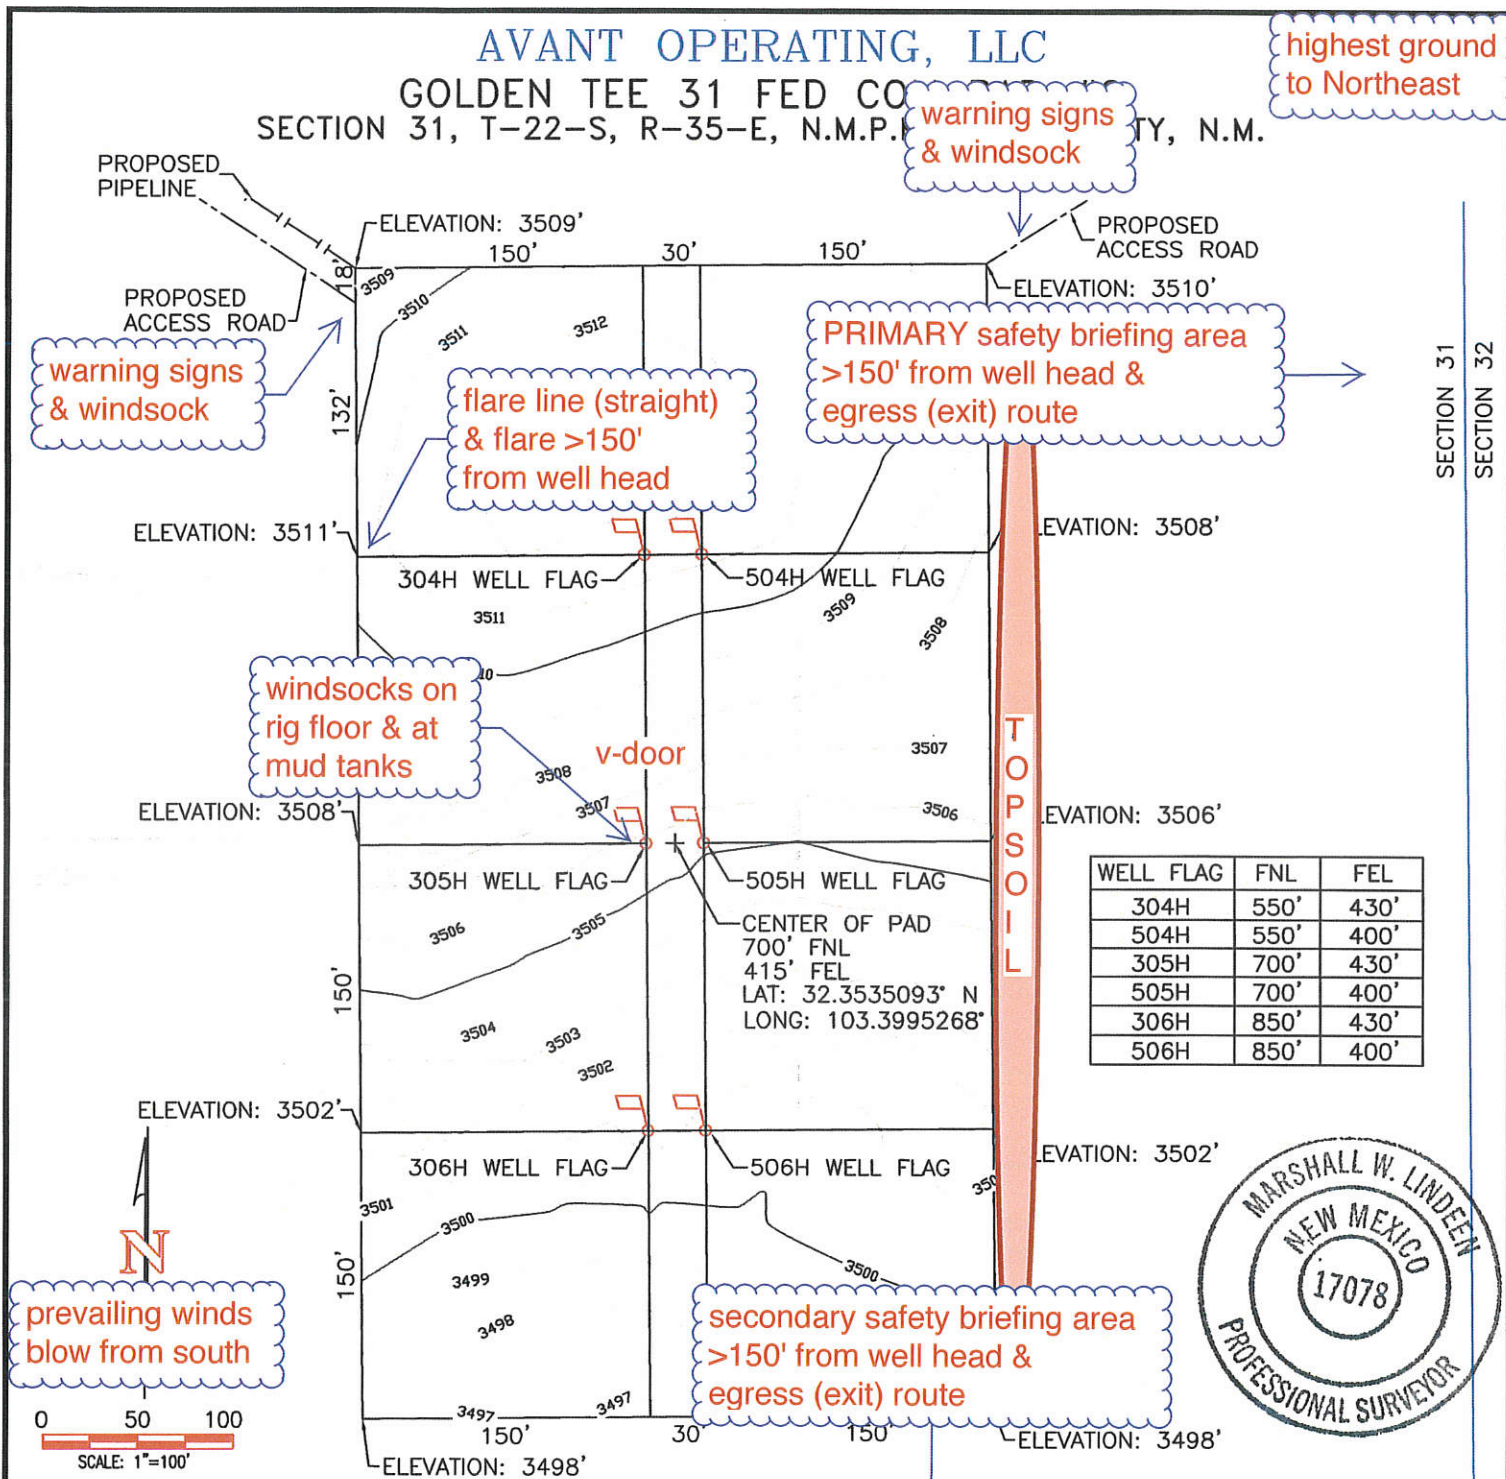 AVANT OPERATING, LLC
GOLDEN TEE 31 FED CO
SECTION 31, T-22-S, R-35-E, N.M.P. TY, N.M.
highest ground
to Northeast
warning signs
& windsock
PROPOSED
PIPELINE
ELEVATION: 3509'
150'
30'
150'
PROPOSED
ACCESS ROAD
18'
3509
3510
3511
3512
ELEVATION: 3510'
PROPOSED
ACCESS ROAD
warning signs
& windsock
132'
flare line (straight)
& flare >150'
from well head
PRIMARY safety briefing area
>150' from well head &
egress (exit) route
SECTION 31
SECTION 32
ELEVATION: 3511'
304H WELL FLAG
504H WELL FLAG
LEVATION: 3508'
3511
3509
3508
10
windsocks on
rig floor & at
mud tanks
v-door
3508
3507
3507
3506
TOPSOIL
ELEVATION: 3508'
LEVATION: 3506'
305H WELL FLAG
505H WELL FLAG
3506
3505
CENTER OF PAD
700' FNL
415' FEL
LAT: 32.3535093° N
LONG: 103.3995268°
WELL FLAG FNL FEL
304H 550' 430'
504H 550' 400'
305H 700' 430'
505H 700' 400'
306H 850' 430'
506H 850' 400'
150'
3504
3503
3502
ELEVATION: 3502'
LEVATION: 3502'
306H WELL FLAG
506H WELL FLAG
3501
3500
3499
3498
3500
350
N
prevailing winds
blow from south
150'
secondary safety briefing area
>150' from well head &
egress (exit) route
MARSHALL W. LINDEEN
NEW MEXICO
17078
PROFESSIONAL SURVEYOR
0 50 100
SCALE: 1"=100'
3497
3497
150'
30'
150
ELEVATION: 3498'
ELEVATION: 3498'